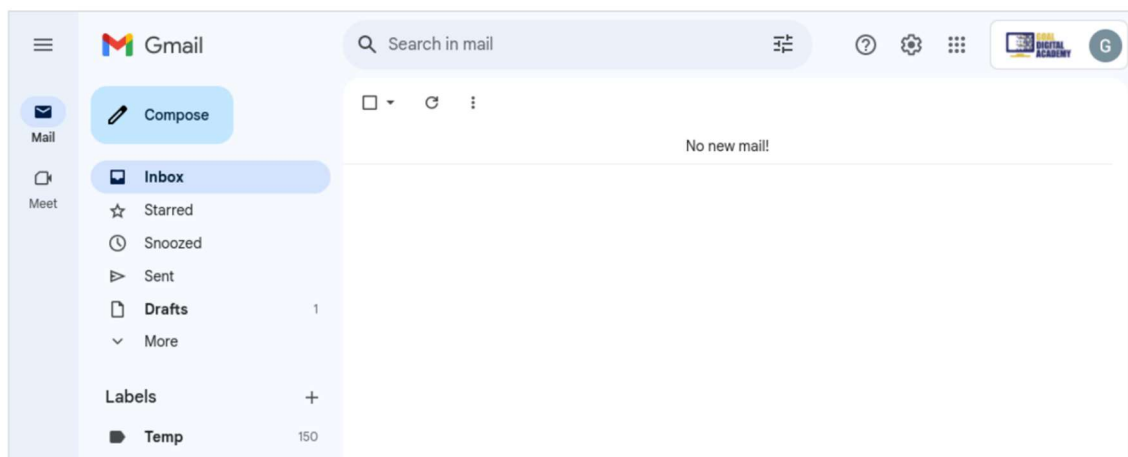 Gmail
Search in mail
GOAL
DIGITAL
ACADEMY
G
Mail
Meet
Compose
No new mail!
Inbox
Starred
Snoozed
Sent
Drafts 1
More
Labels
Temp 150